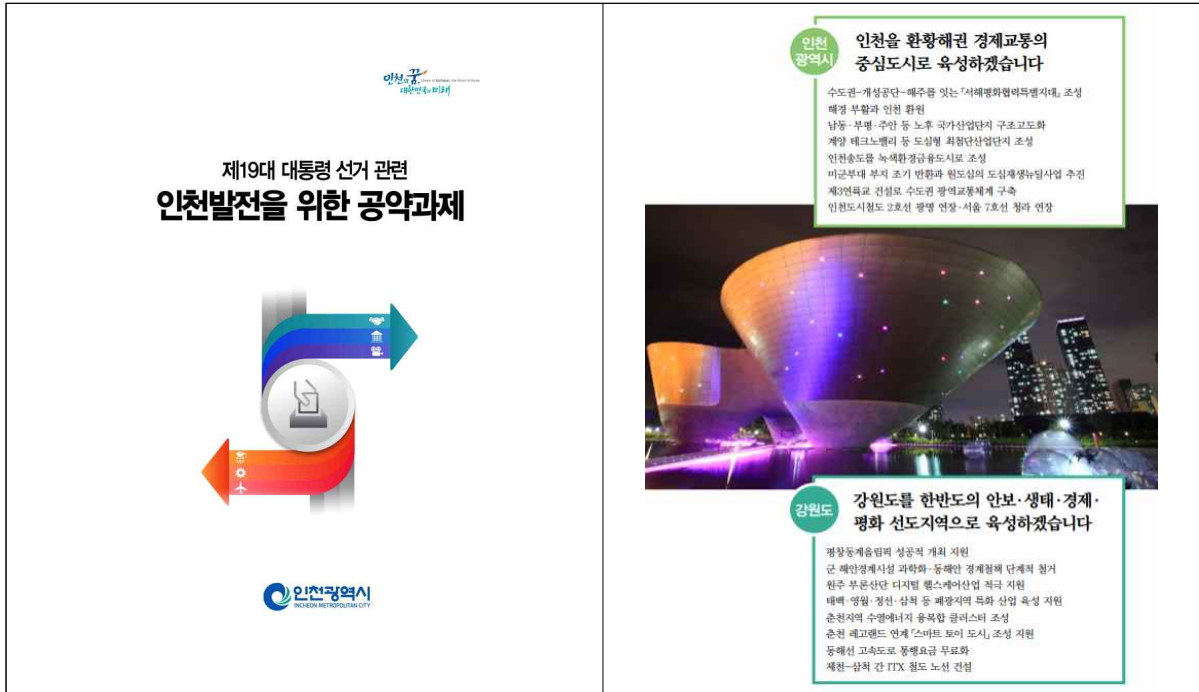 인천의 꿈,
대한민국의 미래
제19대 대통령 선거 관련
인천발전을 위한 공약과제
인천광역시
INCHEON METROPOLITAN CITY
인천
광역시
인천을 환황해권 경제교통의
중심도시로 육성하겠습니다
수도권-개성공단-해주를 잇는 「서해평화협력특별지대」 조성
해경 부활과 인천 환원
남동·부평·주안 등 노후 국가산업단지 구조고도화
계양 테크노밸리 등 도심형 최첨단산업단지 조성
인천송도를 녹색환경금융도시로 조성
미군부대 부지 조기 반환과 원도심의 도심재생뉴딜사업 추진
제3연륙교 건설로 수도권 광역교통체계 구축
인천도시철도 2호선 광명 연장·서울 7호선 청라 연장
강원도
강원도를 한반도의 안보·생태·경제·
평화 선도지역으로 육성하겠습니다
평창동계올림픽 성공적 개최 지원
군 해안경계시설 과학화·동해안 경계철책 단계적 철거
원주 부론산단 디지털 헬스케어산업 적극 지원
태백·영월·정선·삼척 등 폐광지역 특화 산업 육성 지원
춘천지역 수열에너지 융복합 클러스터 조성
춘천 레고랜드 연계 「스마트 토이 도시」 조성 지원
동해선 고속도로 통행요금 무료화
제천-삼척 간 ITX 철도 노선 건설